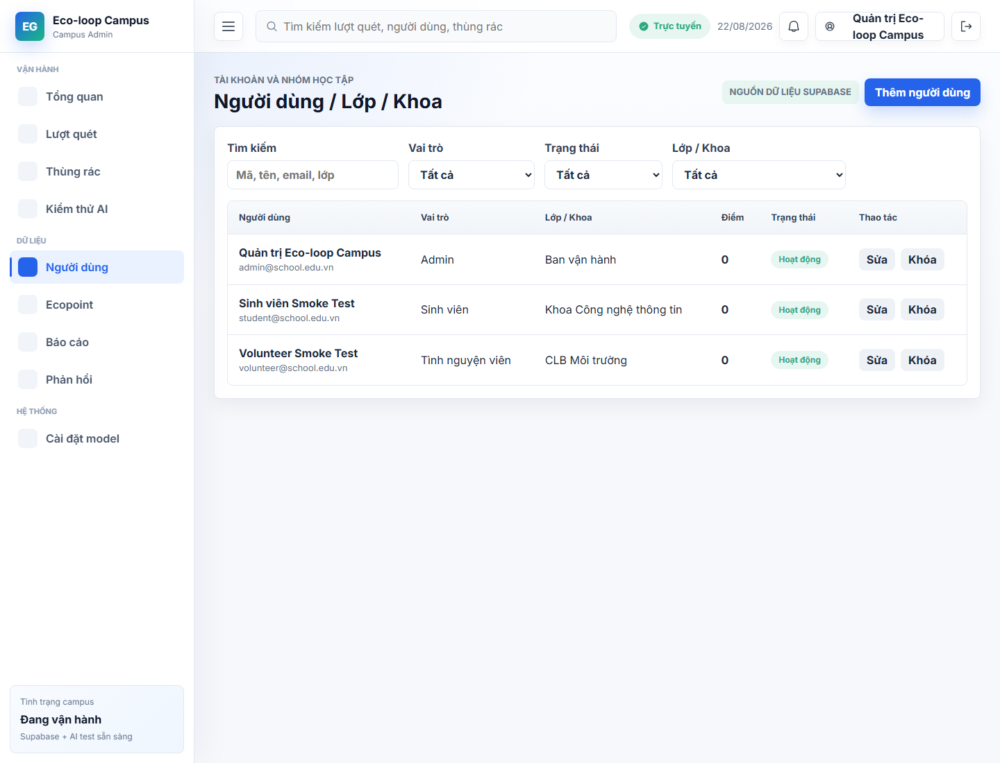 EG
Eco-loop Campus
Campus Admin
VẬN HÀNH
Tổng quan
Lượt quét
Thùng rác
Kiểm thử AI
DỮ LIỆU
Người dùng
Ecopoint
Báo cáo
Phản hồi
HỆ THỐNG
Cài đặt model
Tình trạng campus
Đang vận hành
Supabase + AI test sẵn sàng
Tìm kiếm lượt quét, người dùng, thùng rác
Trực tuyến
22/08/2026
Quản trị Eco-
loop Campus
TÀI KHOẢN VÀ NHÓM HỌC TẬP
Người dùng / Lớp / Khoa
NGUỒN DỮ LIỆU SUPABASE
Thêm người dùng
Tìm kiếm Vai trò Trạng thái Lớp / Khoa
Mã, tên, email, lớp Tất cả Tất cả Tất cả
Người dùng Vai trò Lớp / Khoa Điểm Trạng thái Thao tác
Quản trị Eco-loop Campus
admin@school.edu.vn
Admin Ban vận hành 0 Hoạt động Sửa Khóa
Sinh viên Smoke Test
student@school.edu.vn
Sinh viên Khoa Công nghệ thông tin 0 Hoạt động Sửa Khóa
Volunteer Smoke Test
volunteer@school.edu.vn
Tình nguyện viên CLB Môi trường 0 Hoạt động Sửa Khóa